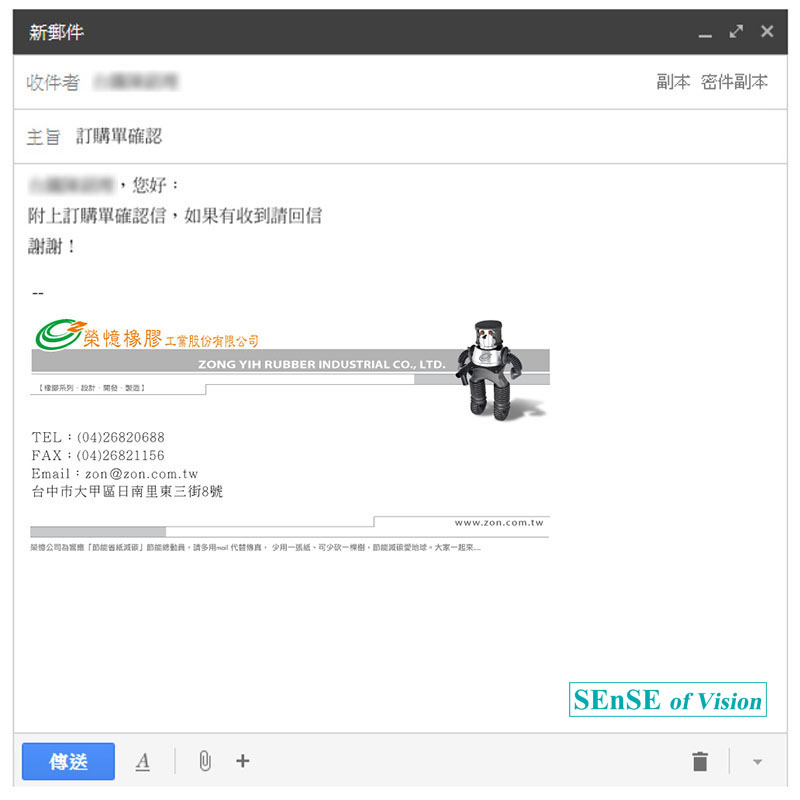 新郵件
收件者
副本 密件副本
主旨 訂購單確認
，您好：
附上訂購單確認信，如果有收到請回信
謝謝！
--
榮憶橡膠工業股份有限公司
ZONG YIH RUBBER INDUSTRIAL CO., LTD.
【橡膠系列‧設計‧開發‧製造】
TEL：(04)26820688
FAX：(04)26821156
Email：zon@zon.com.tw
台中市大甲區日南里東三街8號
www.zon.com.tw
榮憶公司為響應「節能省紙減碳」節能總動員，請多用mail 代替傳真， 少用一張紙、可少砍一棵樹，節能減碳愛地球。大家一起來....
SEnSE of Vision
傳送 A